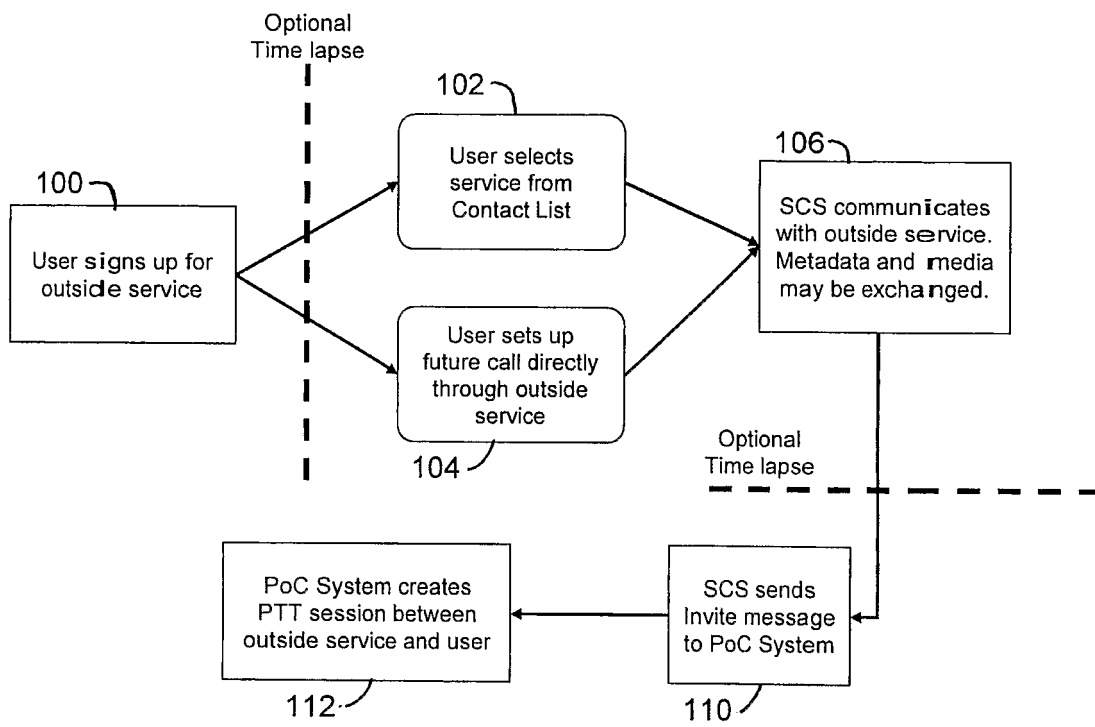 Optional
Time lapse
102
User selects
service from
Contact List
106
SCS communicates
with outside service.
Metadata and media
may be exchanged.
100
User signs up for
outside service
User sets up
future call directly
through outside
service
104
Optional
Time lapse
PoC System creates
PTT session between
outside service and user
112
SCS sends
Invite message
to PoC System
110